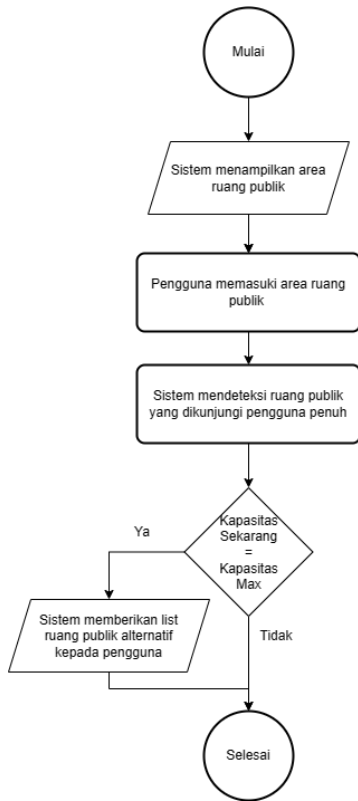 Mulai
Sistem menampilkan area
ruang publik
Pengguna memasuki area ruang
publik
Sistem mendeteksi ruang publik
yang dikunjungi pengguna penuh
Kapasitas
Sekarang
=
Kapasitas
Max
Ya
Sistem memberikan list
ruang publik alternatif
kepada pengguna
Tidak
Selesai